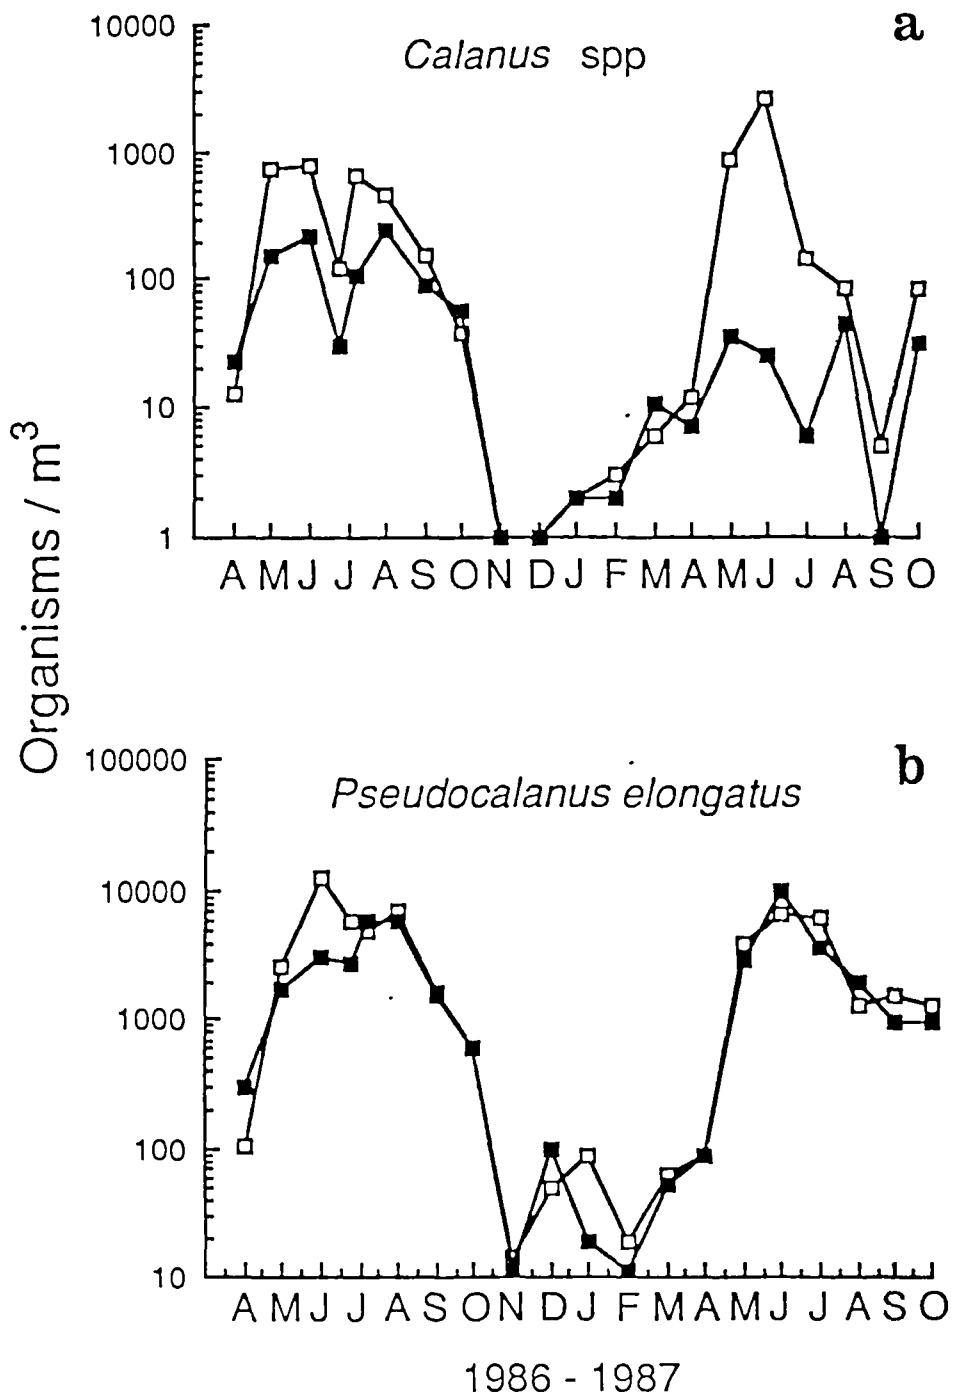 a
Calanus spp
10000
1000
100
10
1
A M J J A S O N D J F M A M J J A S O
Organisms / m³
b
Pseudocalanus elongatus
100000
10000
1000
100
10
A M J J A S O N D J F M A M J J A S O
1986 - 1987